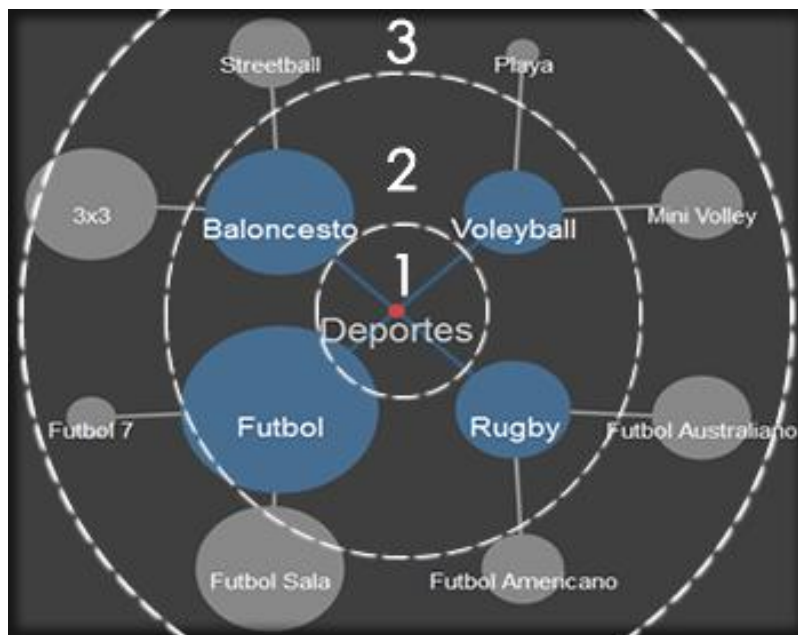 3
Streetball
Playa
2
3x3
Baloncesto
Voleyball
Mini Volley
1
Deportes
Futbol 7
Futbol
Rugby
Futbol Australiano
Futbol Sala
Futbol Amencano